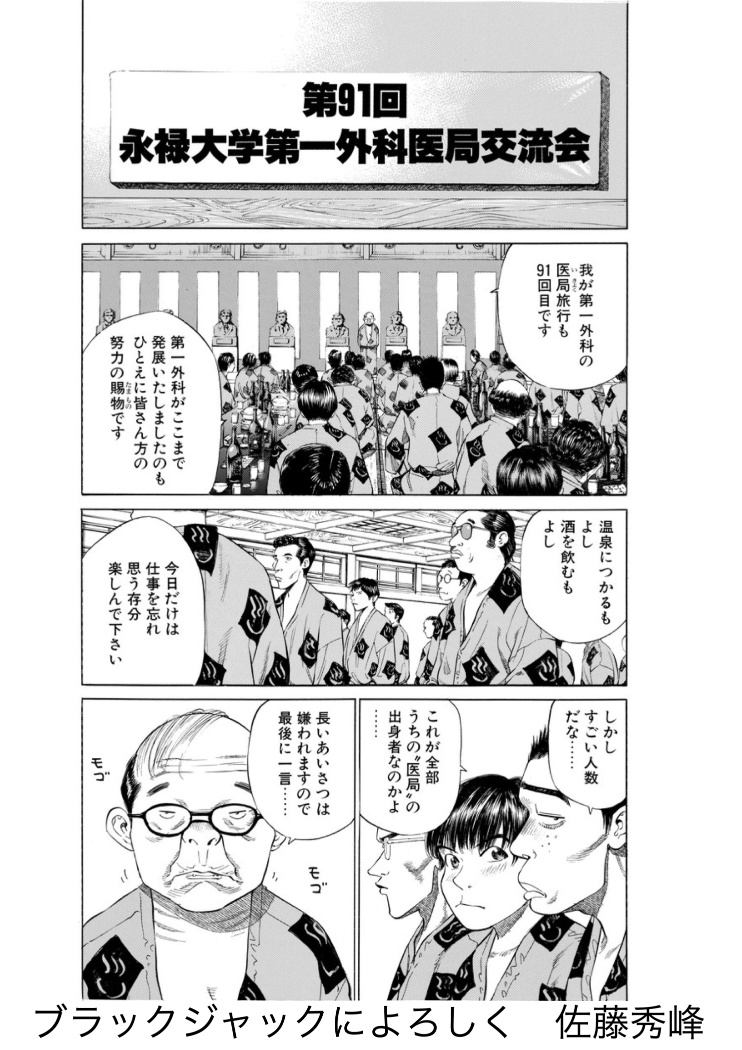 第91回
永禄大学第一外科医局交流会
我が第一外科の
医局旅行も
いきょく
91回目です
第一外科がここまで
発展いたしましたのも
ひとえに皆さん方の
努力の賜物です
たまもの
温泉につかるも
よし
酒を飲むも
よし
今日だけは
仕事を忘れ
思う存分
楽しんで下さい
しかし
すごい人数
だな……
これが全部
うちの〝医局〟の
出身者なのかよ
……
長いあいさつは
嫌われますので
最後に一言……
モゴ
モゴ
ブラックジャックによろしく 佐藤秀峰